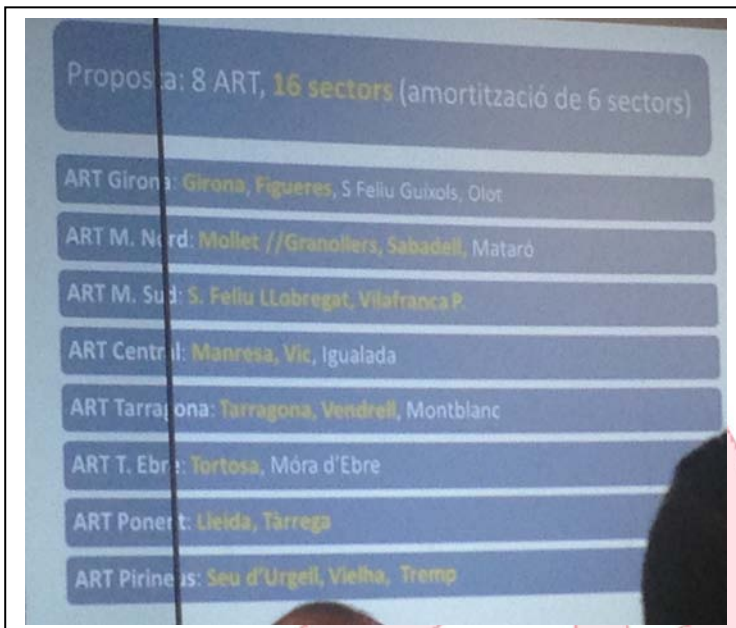 Proposta: 8 ART, 16 sectors (amortització de 6 sectors)
ART Girona: Girona, Figueres, S Feliu Guixols, Olot
ART M. Nord: Mollet //Granollers, Sabadell, Mataró
ART M. Sud: S. Feliu LLobregat, Vilafranca P.
ART Central: Manresa, Vic, Igualada
ART Tarragona: Tarragona, Vendrell, Montblanc
ART T. Ebre: Tortosa, Móra d'Ebre
ART Ponent: Lleida, Tàrrega
ART Pirineus: Seu d'Urgell, Vielha, Tremp